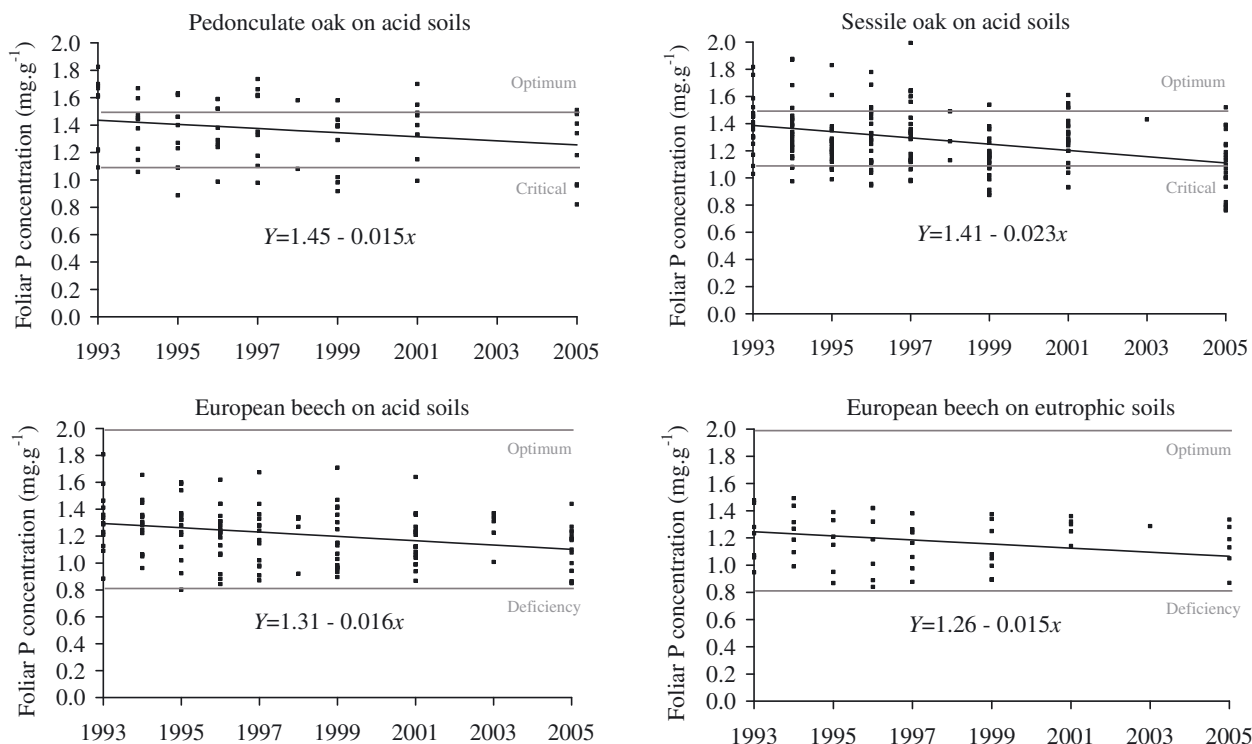 Pedonculate oak on acid soils
Foliar P concentration (mg.g-1)
2.0
1.8
1.6
1.4
1.2
1.0
0.8
0.6
0.4
0.2
0.0
Optimum
Critical
Y=1.45 - 0.015x
1993 1995 1997 1999 2001 2003 2005
Sessile oak on acid soils
Foliar P concentration (mg.g-1)
2.0
1.8
1.6
1.4
1.2
1.0
0.8
0.6
0.4
0.2
0.0
Optimum
Critical
Y=1.41 - 0.023x
1993 1995 1997 1999 2001 2003 2005
European beech on acid soils
Foliar P concentration (mg.g-1)
2.0
1.8
1.6
1.4
1.2
1.0
0.8
0.6
0.4
0.2
0.0
Optimum
Deficiency
Y=1.31 - 0.016x
1993 1995 1997 1999 2001 2003 2005
European beech on eutrophic soils
Foliar P concentration (mg.g-1)
2.0
1.8
1.6
1.4
1.2
1.0
0.8
0.6
0.4
0.2
0.0
Optimum
Deficiency
Y=1.26 - 0.015x
1993 1995 1997 1999 2001 2003 2005